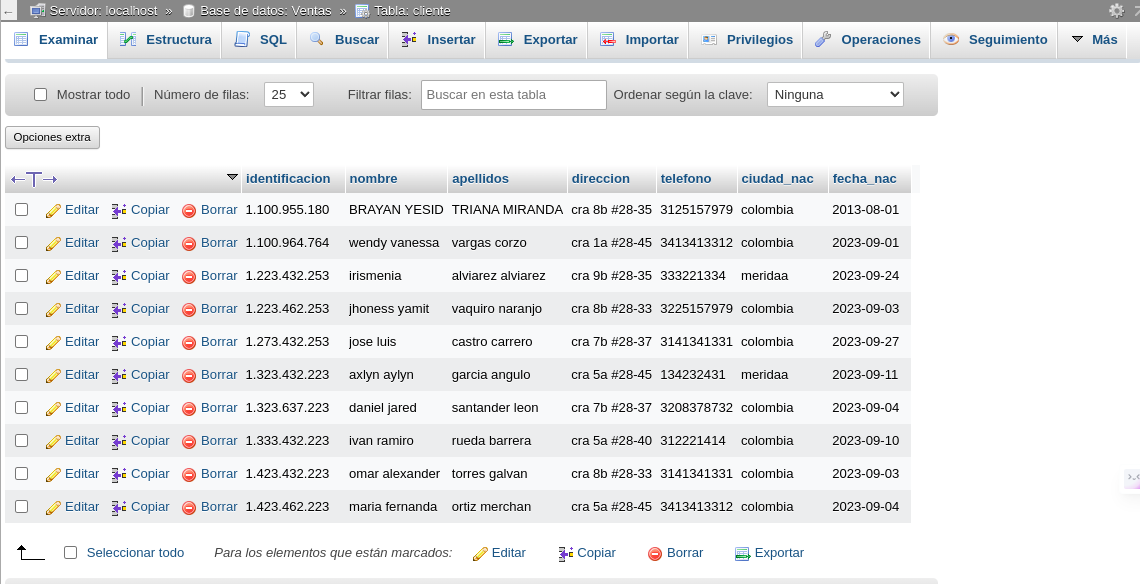 Servidor: localhost » Base de datos: Ventas » Tabla: cliente
Examinar Estructura SQL Buscar Insertar Exportar Importar Privilegios Operaciones Seguimiento Más
Mostrar todo Número de filas: 25 Filtrar filas: Buscar en esta tabla Ordenar según la clave: Ninguna
Opciones extra
←T→ identificacion nombre apellidos direccion telefono ciudad_nac fecha_nac
Editar Copiar Borrar 1.100.955.180 BRAYAN YESID TRIANA MIRANDA cra 8b #28-35 3125157979 colombia 2013-08-01
Editar Copiar Borrar 1.100.964.764 wendy vanessa vargas corzo cra 1a #28-45 3413413312 colombia 2023-09-01
Editar Copiar Borrar 1.223.432.253 irismenia alviarez alviarez cra 9b #28-35 333221334 meridaa 2023-09-24
Editar Copiar Borrar 1.223.462.253 jhoness yamit vaquiro naranjo cra 8b #28-33 3225157979 colombia 2023-09-03
Editar Copiar Borrar 1.273.432.253 jose luis castro carrero cra 7b #28-37 3141341331 colombia 2023-09-27
Editar Copiar Borrar 1.323.432.223 axlyn aylyn garcia angulo cra 5a #28-45 134232431 meridaa 2023-09-11
Editar Copiar Borrar 1.323.637.223 daniel jared santander leon cra 7b #28-37 3208378732 colombia 2023-09-04
Editar Copiar Borrar 1.333.432.223 ivan ramiro rueda barrera cra 5a #28-40 312221414 colombia 2023-09-10
Editar Copiar Borrar 1.423.432.223 omar alexander torres galvan cra 8b #28-33 3141341331 colombia 2023-09-03
Editar Copiar Borrar 1.423.462.223 maria fernanda ortiz merchan cra 5a #28-45 3413413312 colombia 2023-09-04
Seleccionar todo Para los elementos que están marcados: Editar Copiar Borrar Exportar